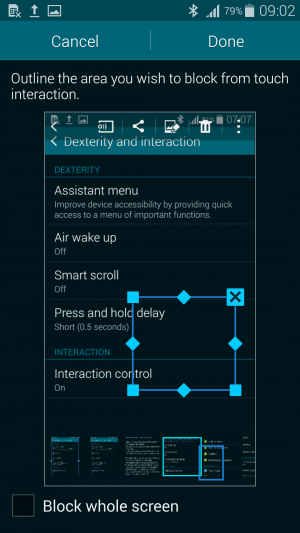 79% 09:02
Cancel Done
Outline the area you wish to block from touch
interaction.
07:07
Dexterity and interaction
DEXTERITY
Assistant menu
Improve device accessibility by providing quick
access to a menu of important functions.
Air wake up
Off
Smart scroll
Off
Press and hold delay
Short (0.5 seconds)
INTERACTION
Interaction control
On
Block whole screen